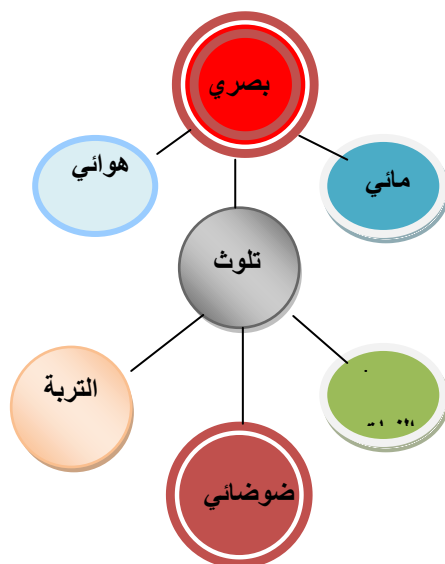 بصري
هوائي
مائي
تلوث
التربة
ضوضائي